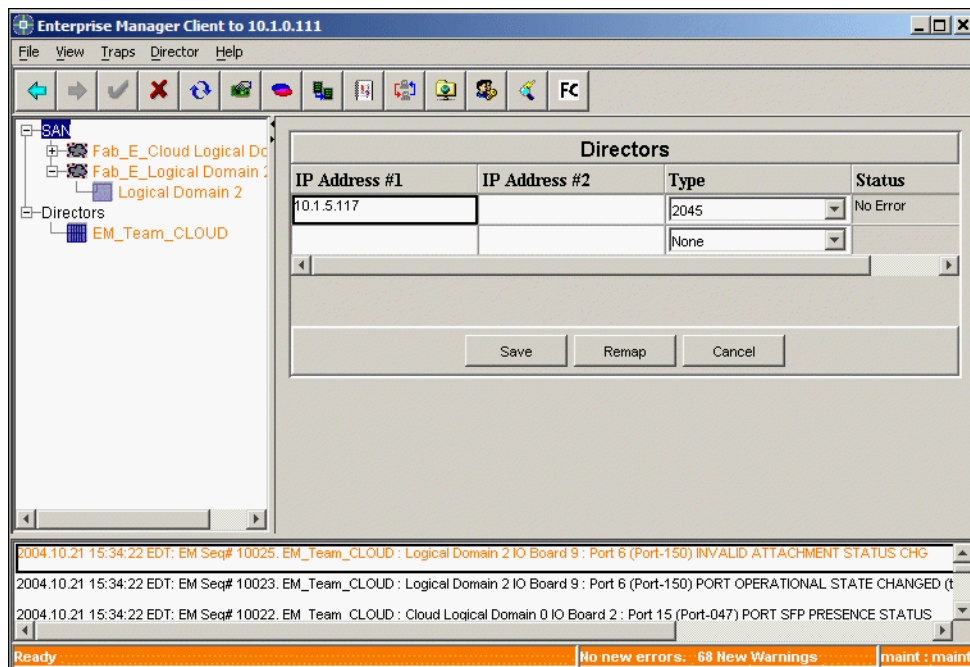 Enterprise Manager Client to 10.1.0.111
File View Traps Director Help
FC
SAN
Fab_E_Cloud Logical Do
Fab_E_Logical Domain 2
Logical Domain 2
Directors
EM_Team_CLOUD
Directors
IP Address #1 IP Address #2 Type Status
10.1.5.117 2045 No Error
None
Save Remap Cancel
2004.10.21 15:34:22 EDT: EM Seq# 10025. EM_Team_CLOUD : Logical Domain 2 IO Board 9 : Port 6 (Port-150) INVALID ATTACHMENT STATUS CHG
2004.10.21 15:34:22 EDT: EM Seq# 10023. EM_Team_CLOUD : Logical Domain 2 IO Board 9 : Port 6 (Port-150) PORT OPERATIONAL STATE CHANGED (t
2004.10.21 15:34:22 EDT: EM Seq# 10022. EM_Team_CLOUD : Cloud Logical Domain 0 IO Board 2 : Port 15 (Port-047) PORT SFP PRESENCE STATUS
Ready No new errors. 68 New Warnings maint : maint